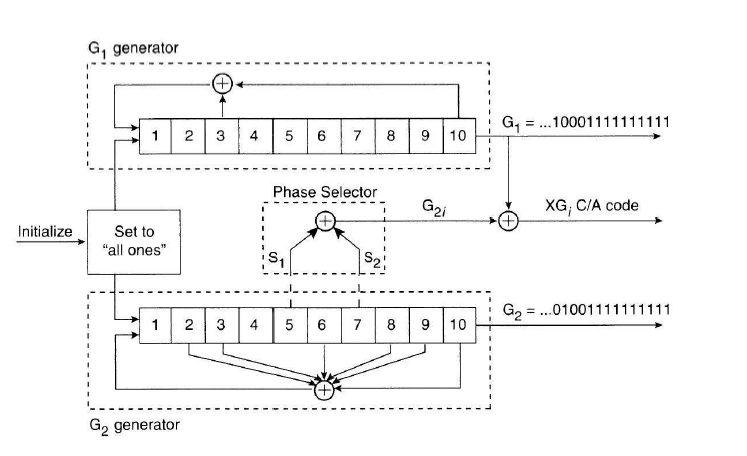 G1 generator
1 2 3 4 5 6 7 8 9 10
G1 = ...10001111111111
Phase Selector
G2i
XGi C/A code
Initialize
Set to
“all ones”
S1
S2
1 2 3 4 5 6 7 8 9 10
G2 = ...01001111111111
G2 generator